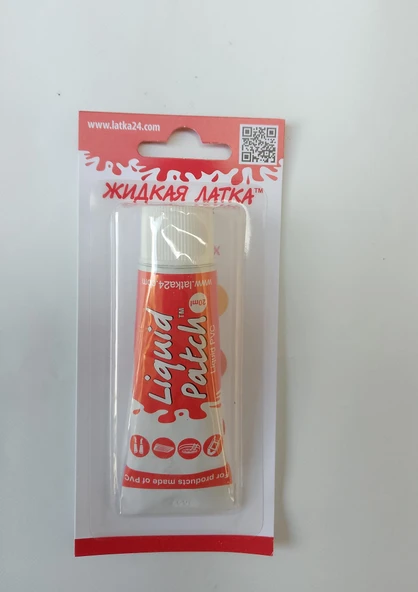 www.latka24.com
ЖИДКАЯ ЛАТКА™
www.latka24.com
20ml
Liquid
Patch™
Liquid PVC
For products made of PVC